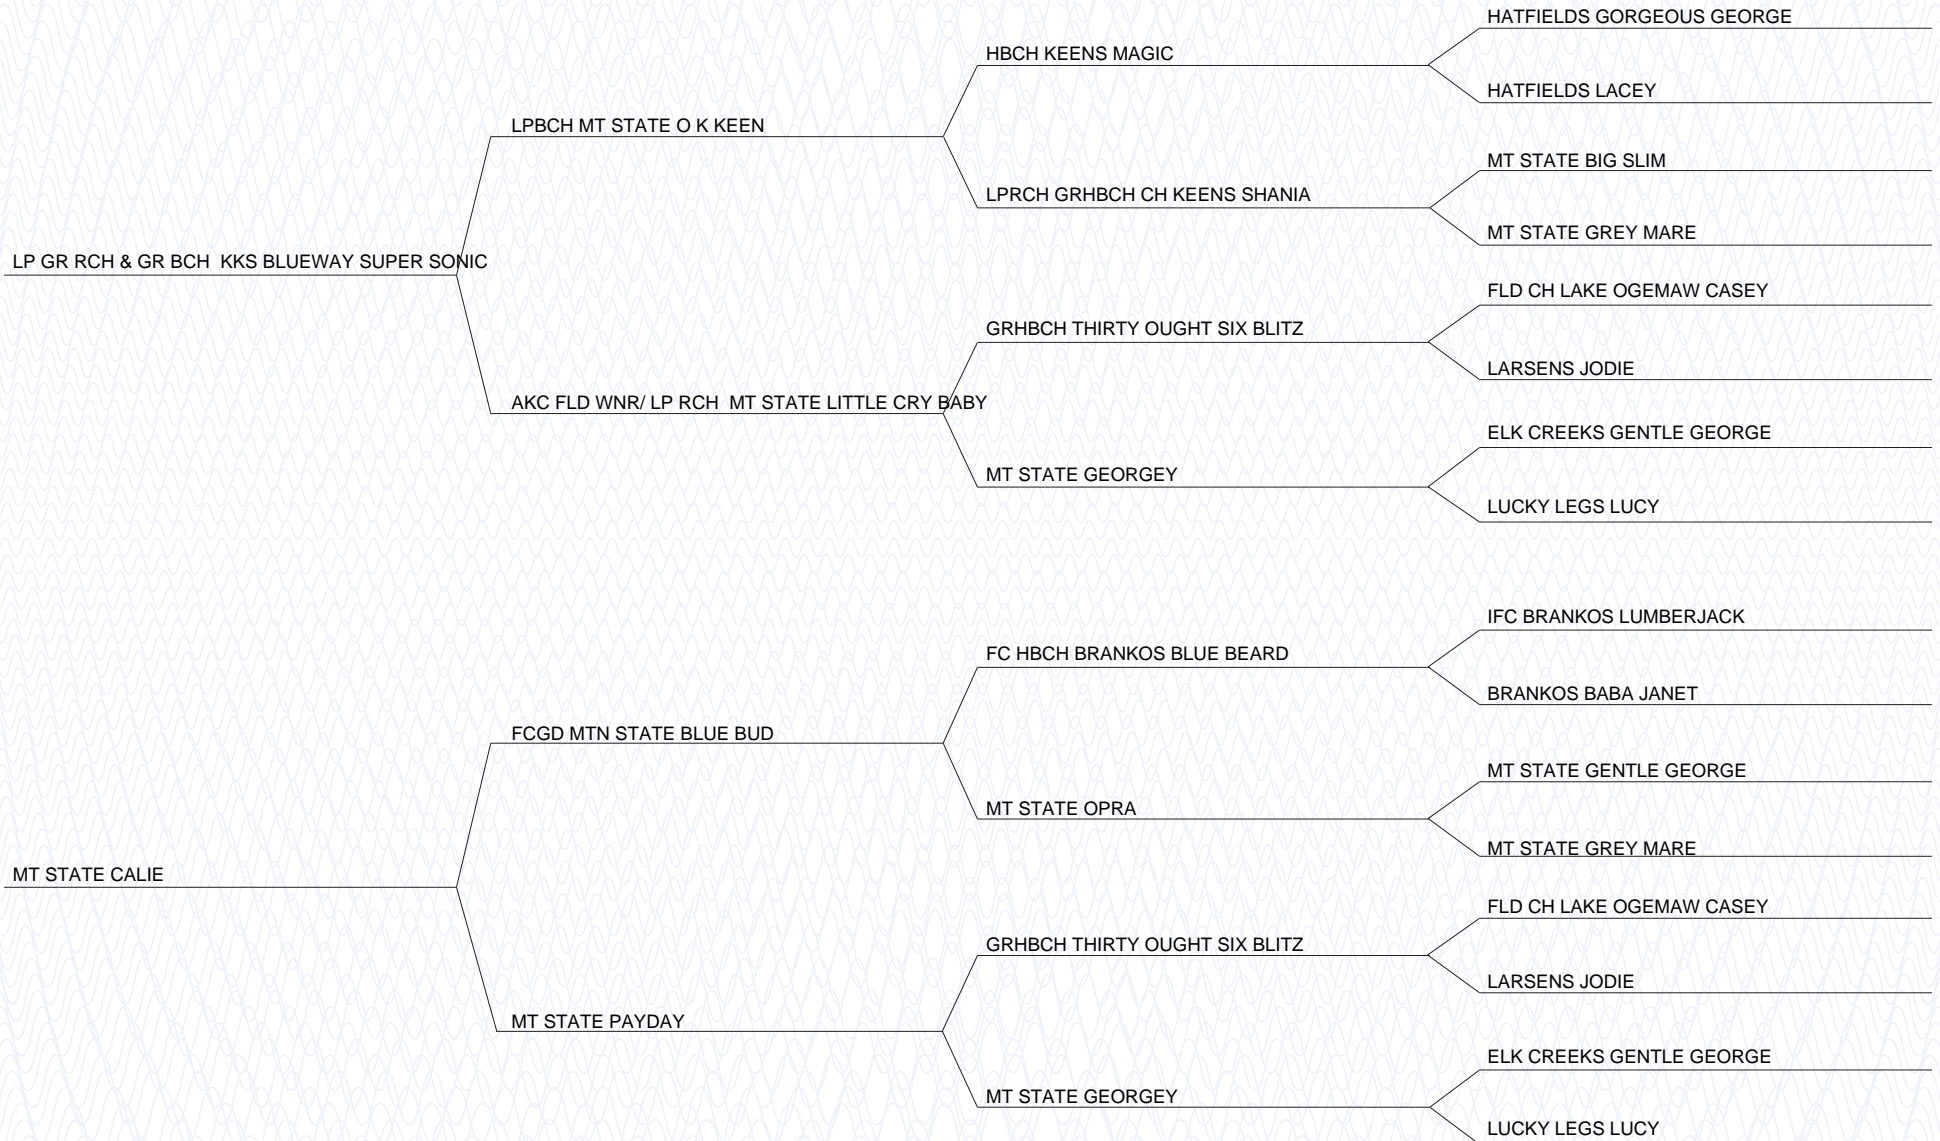 HATFIELDS GORGEOUS GEORGE
HBCH KEENS MAGIC
HATFIELDS LACEY
LPBCH MT STATE O K KEEN
MT STATE BIG SLIM
LPRCH GRHBCH CH KEENS SHANIA
MT STATE GREY MARE
LP GR RCH & GR BCH  KKS BLUEWAY SUPER SONIC
FLD CH LAKE OGEMAW CASEY
GRHBCH THIRTY OUGHT SIX BLITZ
LARSENS JODIE
AKC FLD WNR/ LP RCH  MT STATE LITTLE CRY BABY
ELK CREEKS GENTLE GEORGE
MT STATE GEORGEY
LUCKY LEGS LUCY
IFC BRANKOS LUMBERJACK
FC HBCH BRANKOS BLUE BEARD
BRANKOS BABA JANET
FCGD MTN STATE BLUE BUD
MT STATE GENTLE GEORGE
MT STATE OPRA
MT STATE GREY MARE
MT STATE CALIE
FLD CH LAKE OGEMAW CASEY
GRHBCH THIRTY OUGHT SIX BLITZ
LARSENS JODIE
MT STATE PAYDAY
ELK CREEKS GENTLE GEORGE
MT STATE GEORGEY
LUCKY LEGS LUCY